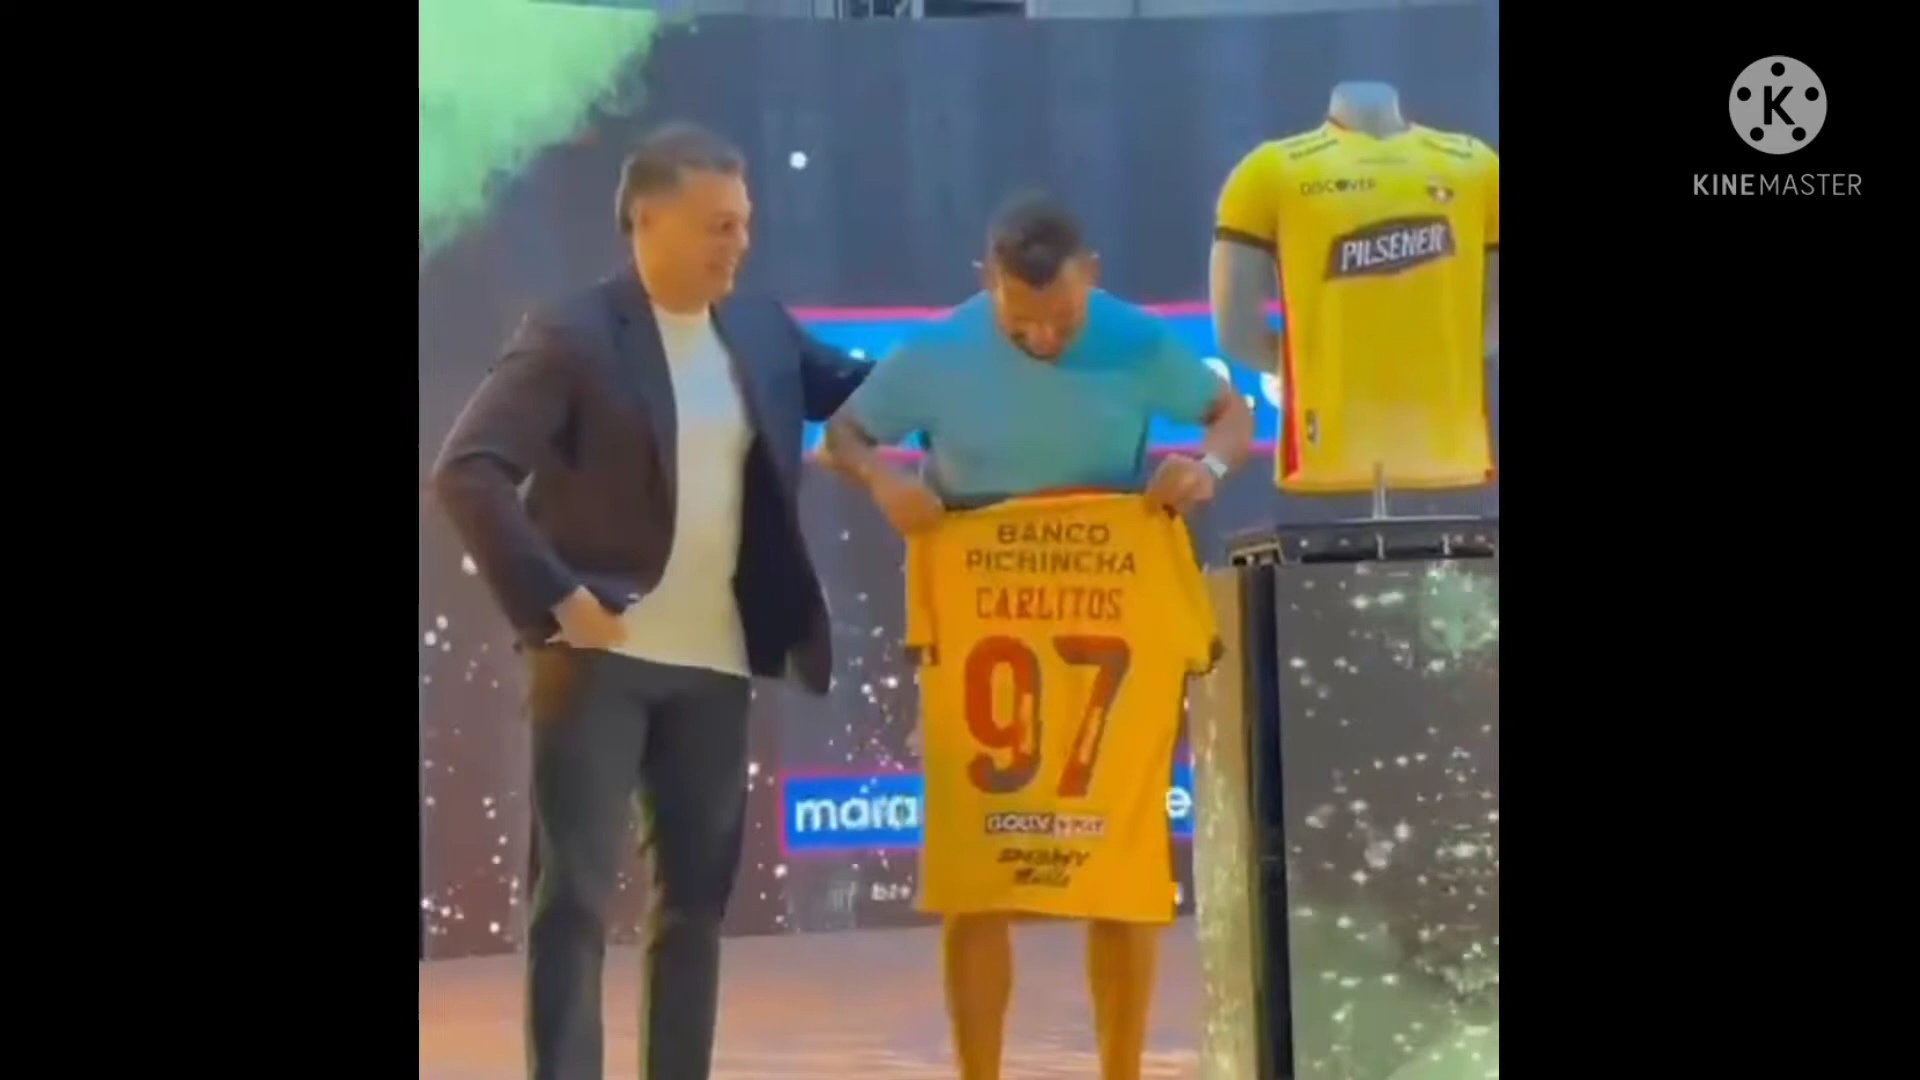 K
KINEMASTER
DISCOVER
PILSENER
BANCO
PICHINCHA
CARLITOS
97
mara
e